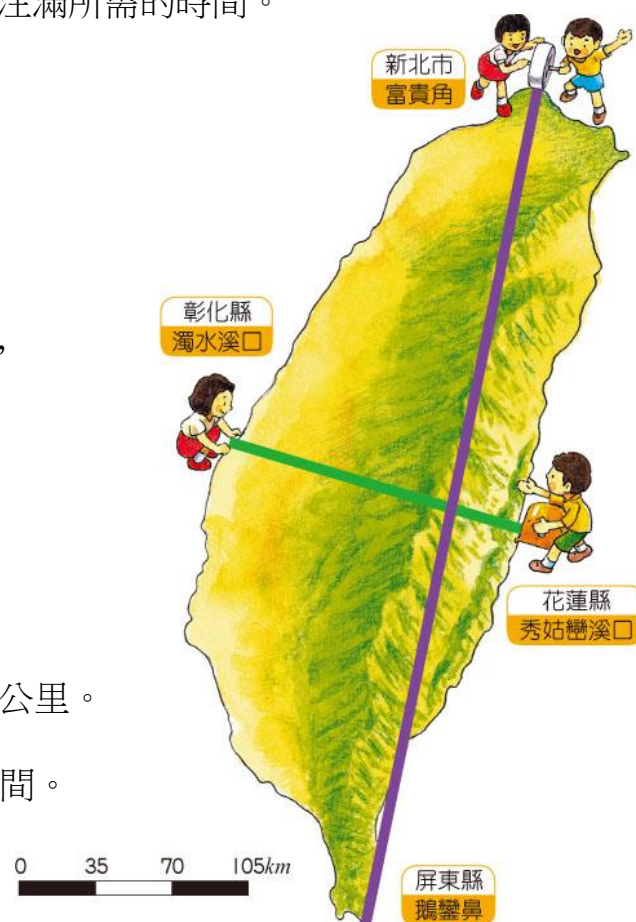 注滿所需的時間。
新北市
富貴角
彰化縣
濁水溪口
,
花蓮縣
秀姑巒溪口
公里。
間。
0 35 70 105km
屏東縣
鵝鑾鼻